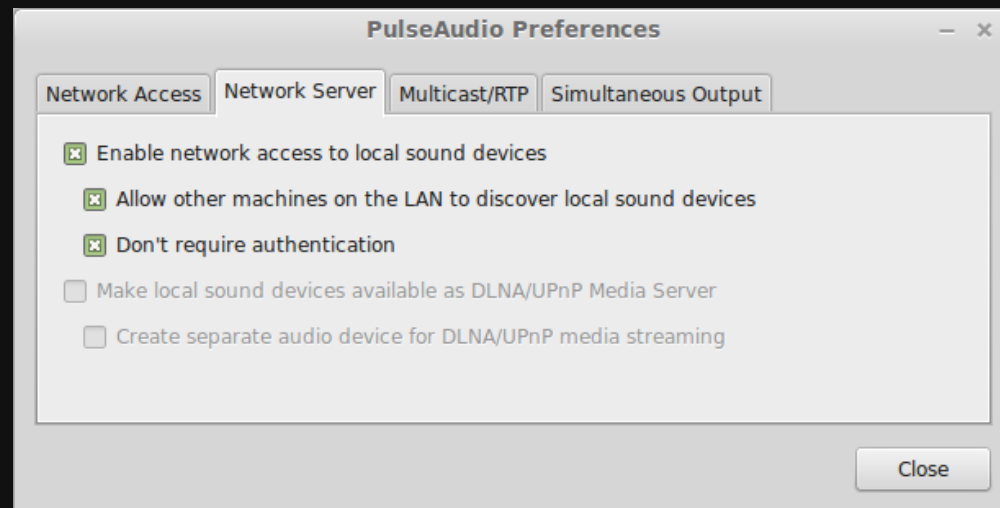 PulseAudio Preferences
Network Access Network Server Multicast/RTP Simultaneous Output
Enable network access to local sound devices
Allow other machines on the LAN to discover local sound devices
Don't require authentication
Make local sound devices available as DLNA/UPnP Media Server
Create separate audio device for DLNA/UPnP media streaming
Close